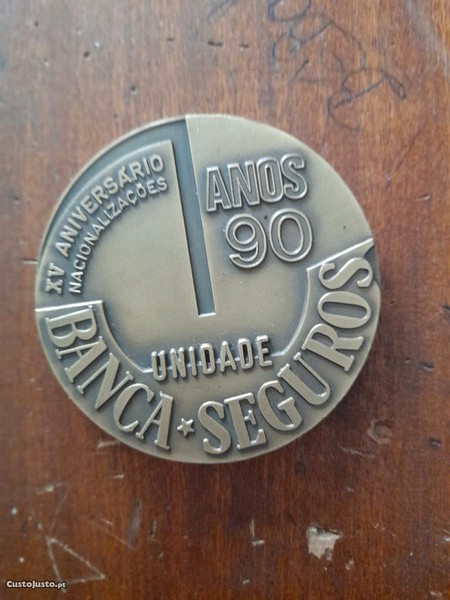 XV ANIVERSÁRIO
NACIONALIZAÇÕES
ANOS
90
UNIDADE
BANCA ★ SEGUROS
CustoJusto.pt